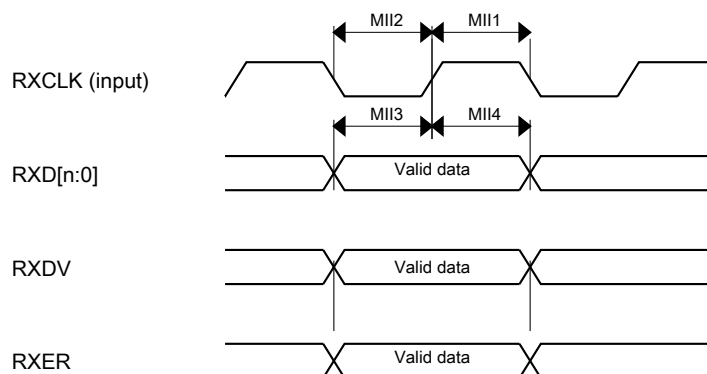 MII2 MII1
RXCLK (input)
MII3 MII4
RXD[n:0] Valid data
RXDV Valid data
RXER Valid data